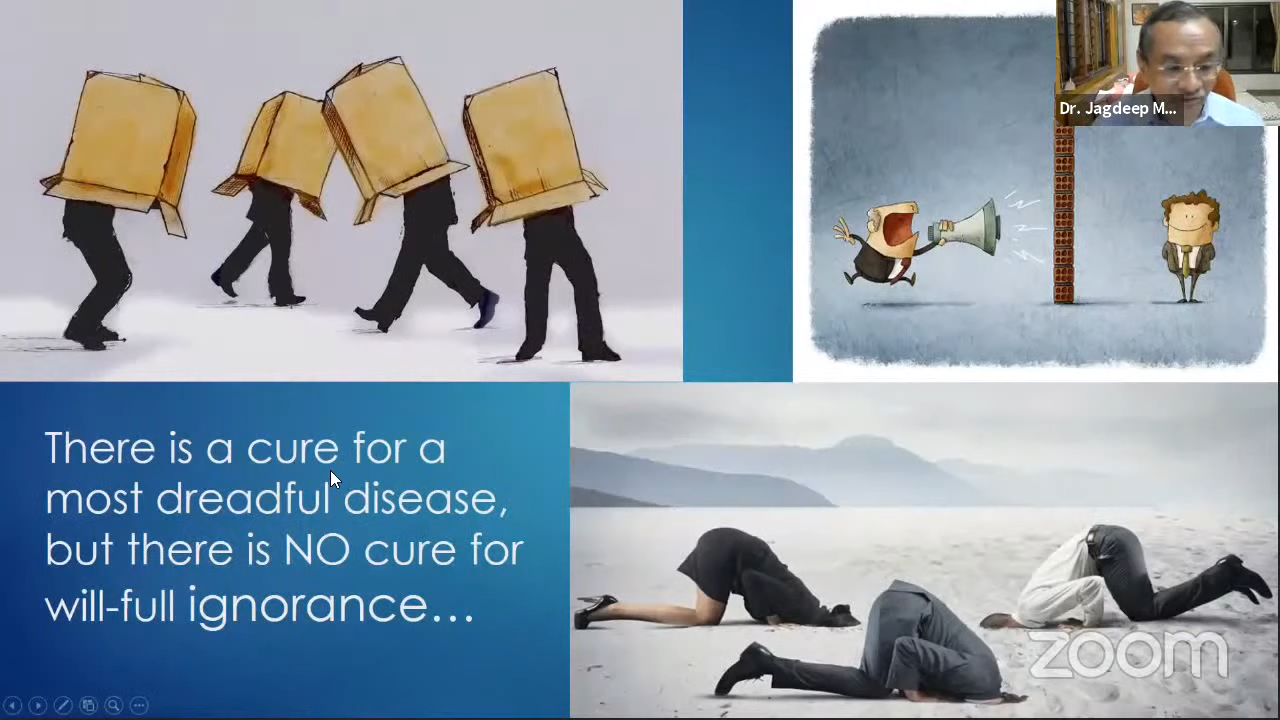 Dr. Jagdeep M...
There is a cure for a
most dreadful disease,
but there is NO cure for
will-full ignorance...
zoom